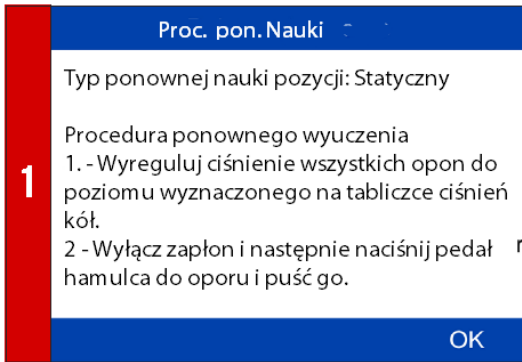 Proc. pon. Nauki
Typ ponownej nauki pozycji: Statyczny
Procedura ponownego wyuczenia
1. - Wyreguluj ciśnienie wszystkich opon do
poziomu wyznaczonego na tabliczce ciśnień
kół.
2 - Wyłącz zapłon i następnie naciśnij pedał
hamulca do oporu i puść go.
1
OK